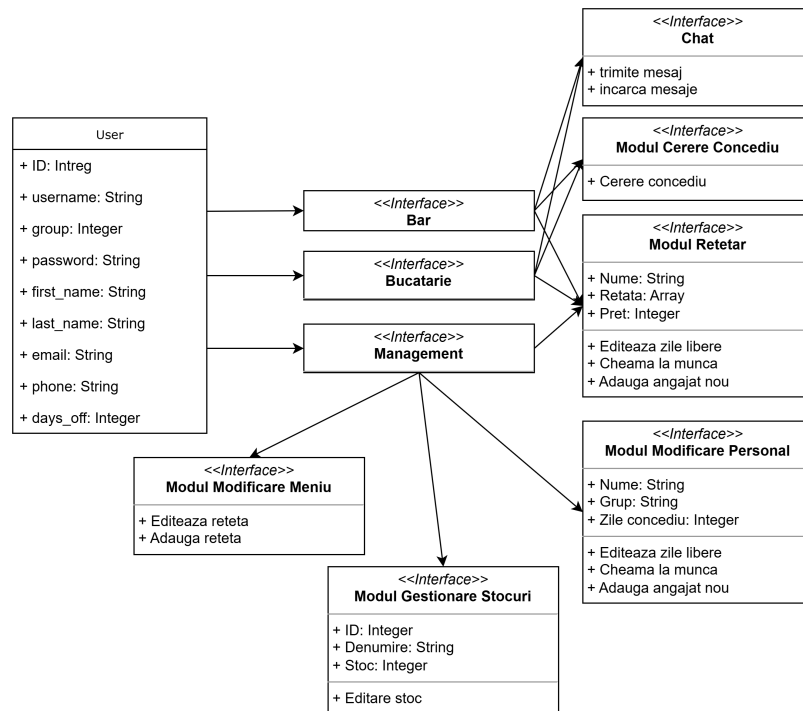 User
+ ID: Intreg
+ username: String
+ group: Integer
+ password: String
+ first_name: String
+ last_name: String
+ email: String
+ phone: String
+ days_off: Integer
<<Interface>>
Bar
<<Interface>>
Bucatarie
<<Interface>>
Management
<<Interface>>
Chat
+ trimite mesaj
+ incarca mesaje
<<Interface>>
Modul Cerere Concediu
+ Cerere concediu
<<Interface>>
Modul Retetar
+ Nume: String
+ Retata: Array
+ Pret: Integer
+ Editeaza zile libere
+ Cheama la munca
+ Adauga angajat nou
<<Interface>>
Modul Modificare Personal
+ Nume: String
+ Grup: String
+ Zile concediu: Integer
+ Editeaza zile libere
+ Cheama la munca
+ Adauga angajat nou
<<Interface>>
Modul Modificare Meniu
+ Editeaza reteta
+ Adauga reteta
<<Interface>>
Modul Gestionare Stocuri
+ ID: Integer
+ Denumire: String
+ Stoc: Integer
+ Editare stoc